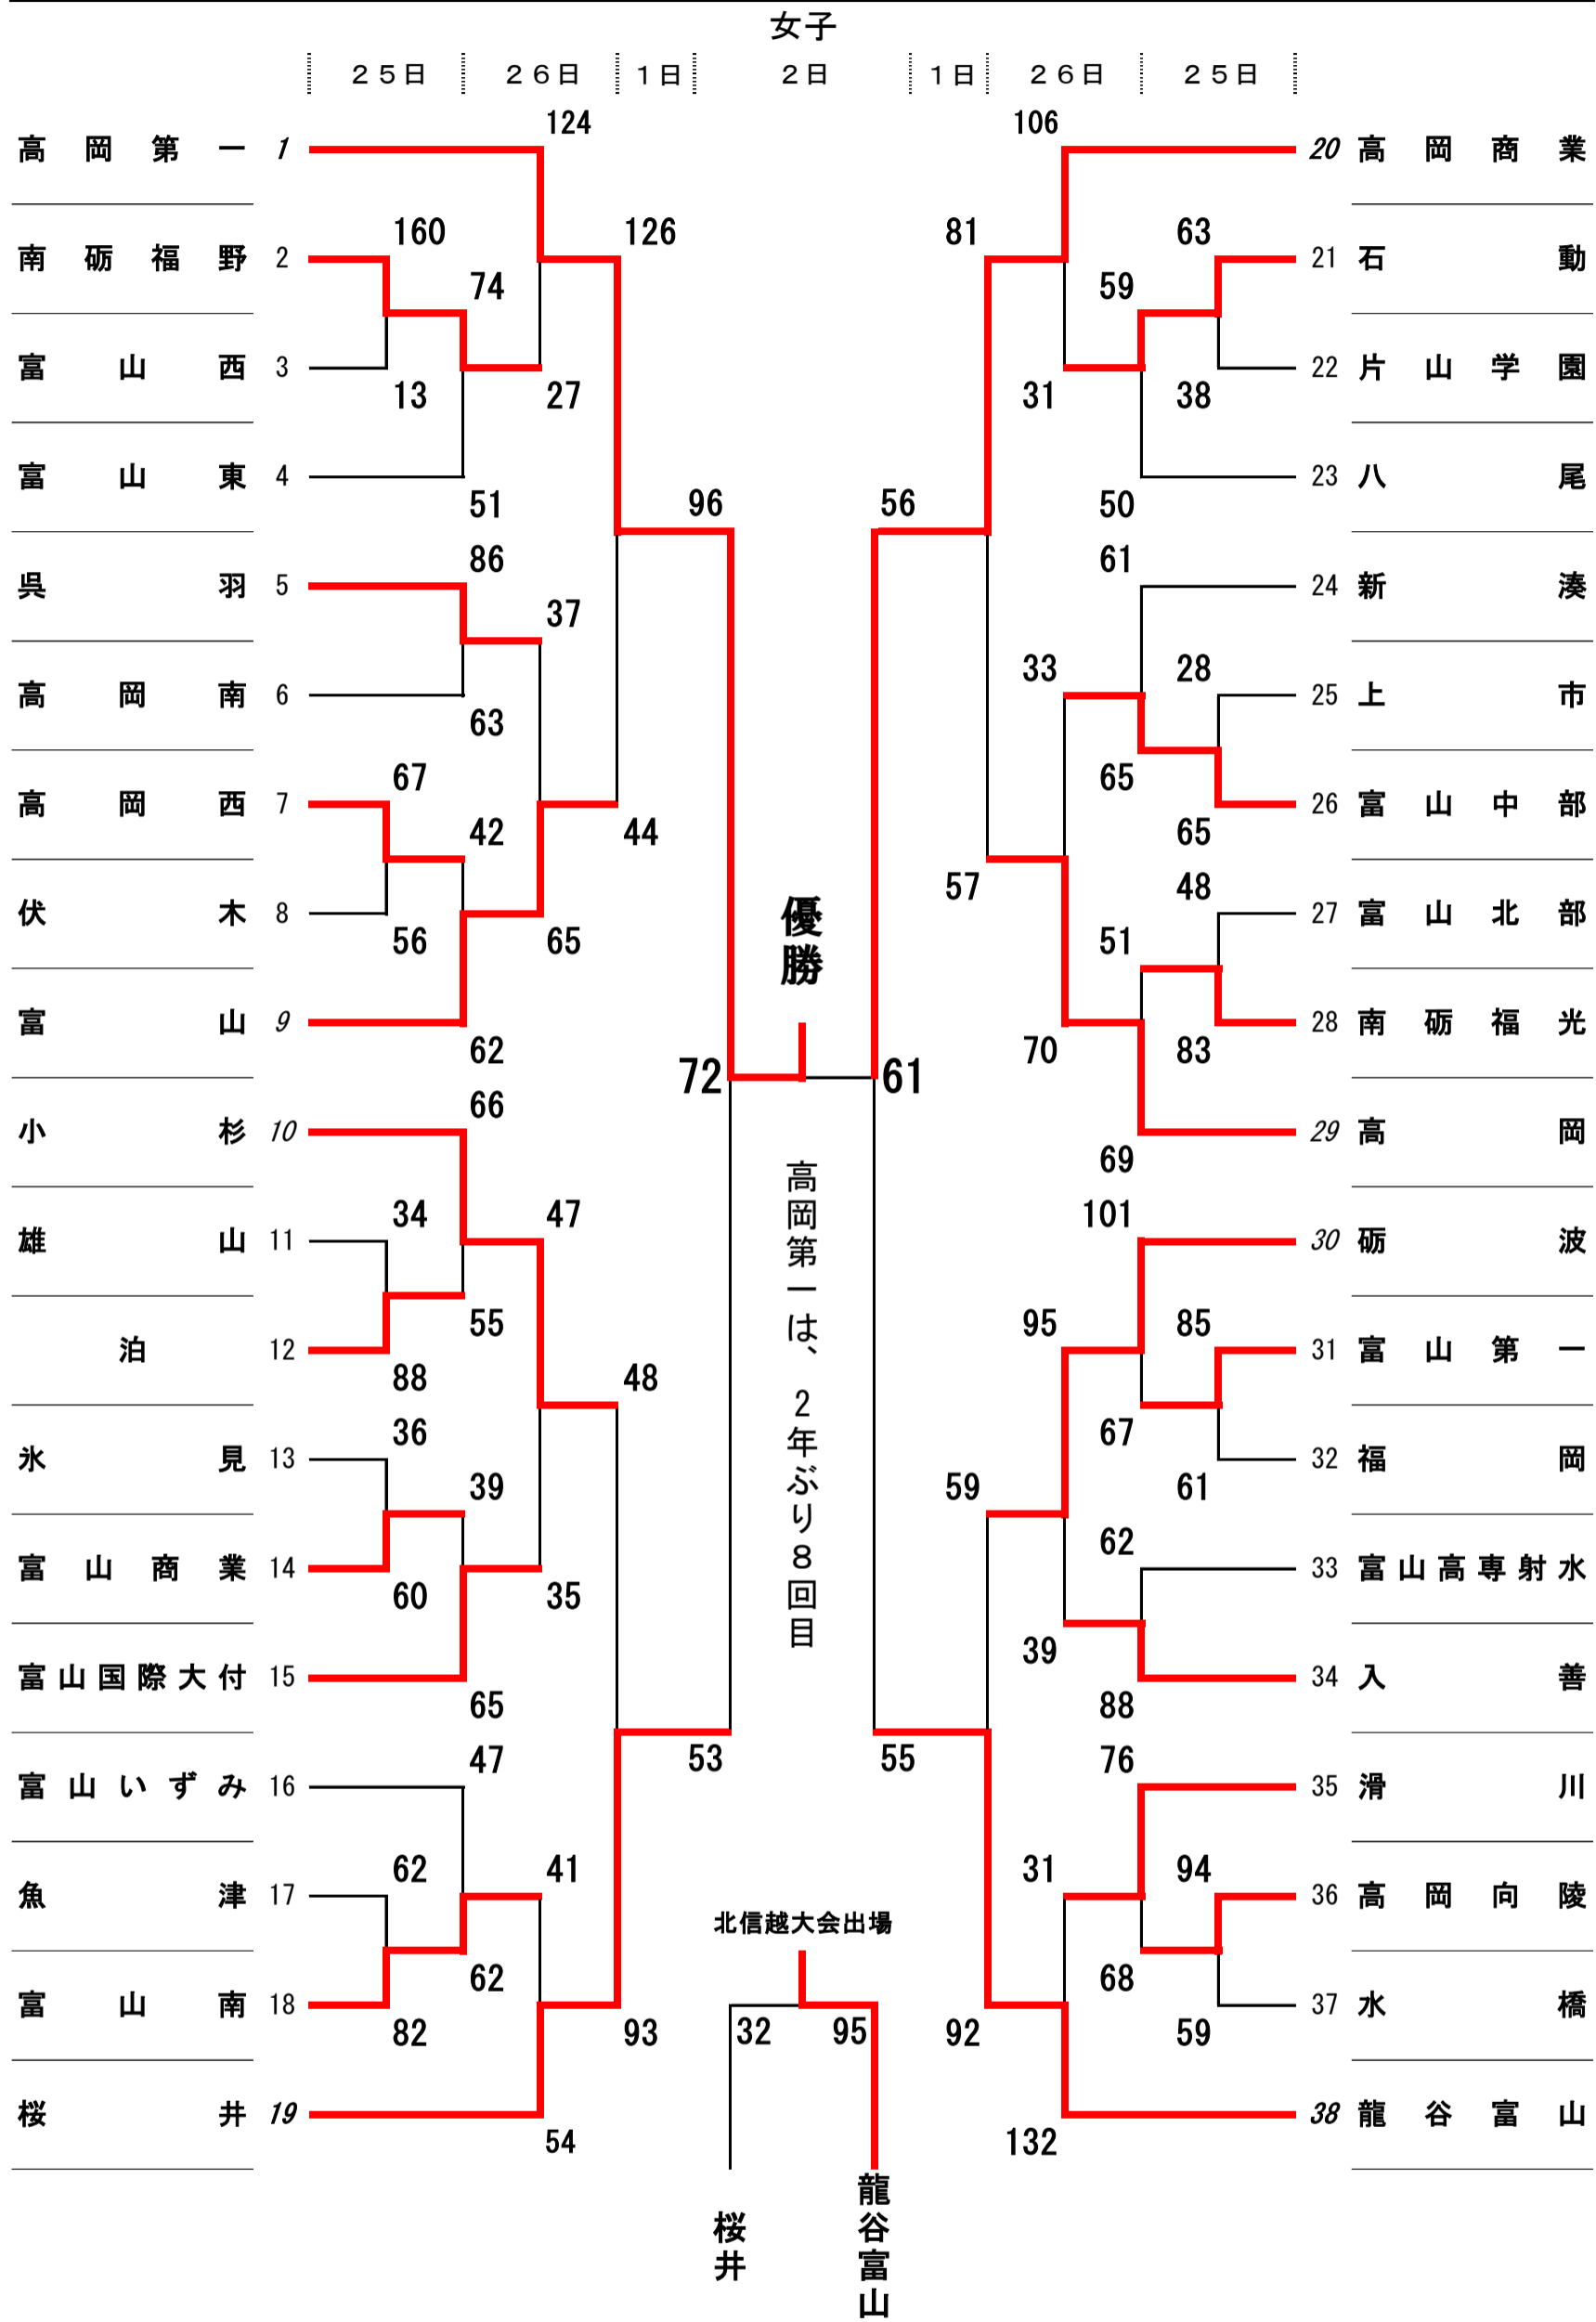 女子
２５日 ２６日 １日 ２日 １日 ２６日 ２５日
124 106
高岡第一 1 20 高岡商業
160 126 81 63
南砺福野 2 21 石動
74 59
富山西 3 22 片山学園
13 27 31 38
富山東 4 23 八尾
51 96 56 50
86 61
呉羽 5 24 新湊
37
高岡南 6 33 28 25 上市
63
67 65
高岡西 7 26 富山中部
42 44 65
57 48
伏木 8 27 富山北部
56 65 51
優勝
富山 9 28 南砺福光
62 70 83
72 61
66
小杉 10 29 高岡
69
34 47 101
雄山 11 30 砺波
55 95 85
泊 12 31 富山第一
88 48
36 67
氷見 13 32 福岡
39 59 61
62
富山商業 14 33 富山高専射水
60 35
39
富山国際大付 15 34 入善
65 88
高岡第一は、２年ぶり８回目
47 53 55 76
富山いずみ 16 35 滑川
62 41 31 94
魚津 17 36 高岡向陵
北信越大会出場
62 68
富山南 18 37 水橋
82 93 32 95 92 59
桜井 19 38 龍谷富山
54 132
桜井
龍谷富山